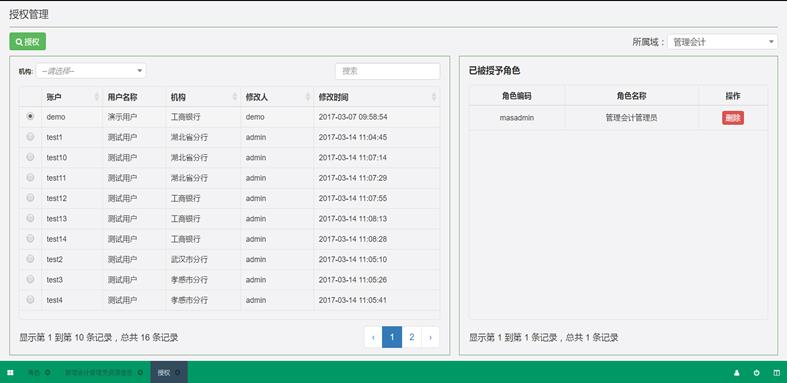 授权管理
授权
所属域： 管理会计
机构: --请选择-- 搜索
账户 用户名称 机构 修改人 修改时间
demo 演示用户 工商银行 demo 2017-03-07 09:58:54
test1 测试用户 湖北省分行 admin 2017-03-14 11:04:45
test10 测试用户 湖北省分行 admin 2017-03-14 11:07:14
test11 测试用户 湖北省分行 admin 2017-03-14 11:07:29
test12 测试用户 工商银行 admin 2017-03-14 11:07:55
test13 测试用户 工商银行 admin 2017-03-14 11:08:13
test14 测试用户 工商银行 admin 2017-03-14 11:08:28
test2 测试用户 武汉市分行 admin 2017-03-14 11:05:10
test3 测试用户 孝感市分行 admin 2017-03-14 11:05:26
test4 测试用户 孝感市分行 admin 2017-03-14 11:05:41
显示第 1 到第 10 条记录，总共 16 条记录
‹ 1 2 ›
已被授予角色
角色编码 角色名称 操作
masadmin 管理会计管理员 删除
显示第 1 到第 1 条记录，总共 1 条记录
角色 授权